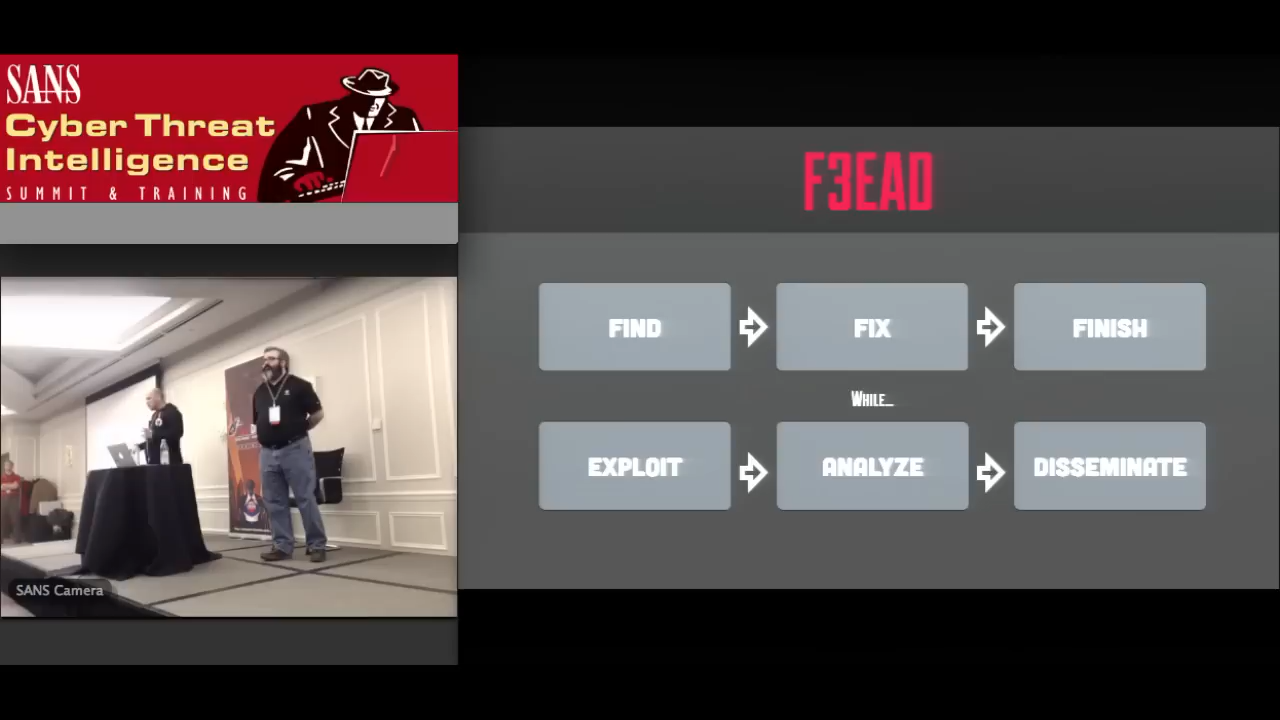 SANS
Cyber Threat
Intelligence
SUMMIT & TRAINING
F3EAD
FIND
FIX
FINISH
WHILE...
EXPLOIT
ANALYZE
DISSEMINATE
SANS Camera